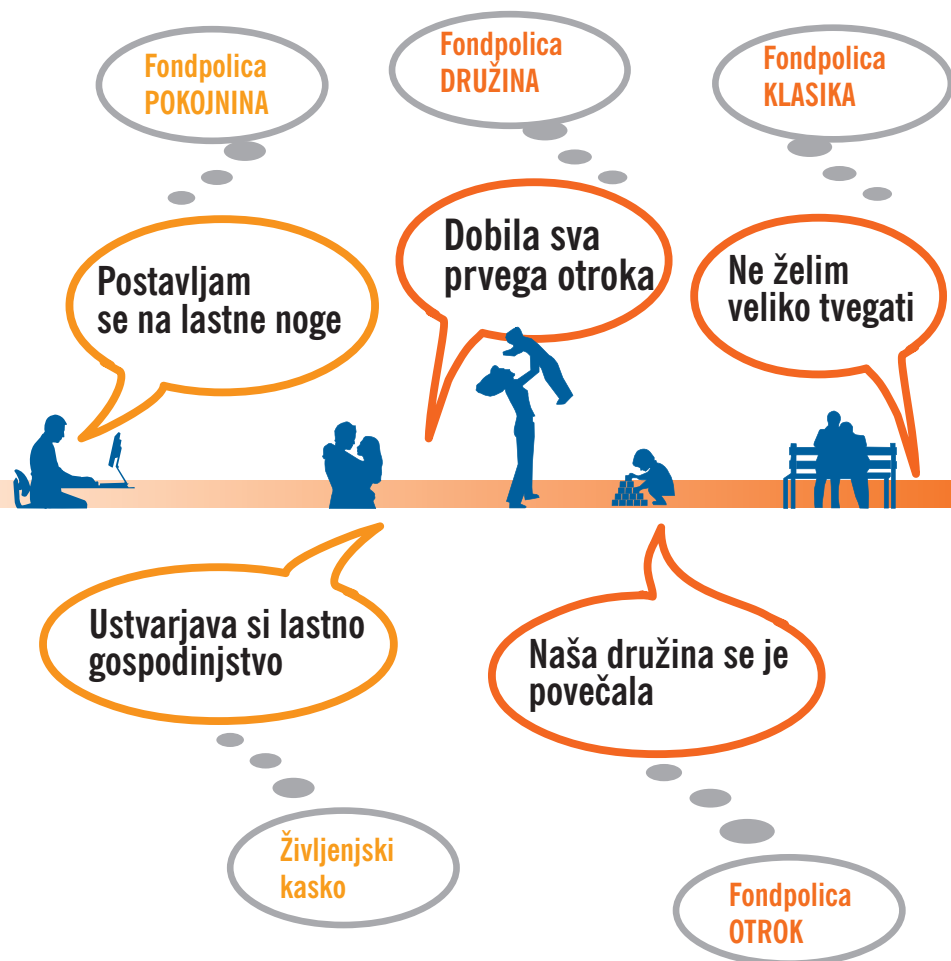 Fondpolica
POKOJNINA
Fondpolica
DRUŽINA
Fondpolica
KLASIKA
Postavljam
se na lastne noge
Dobila sva
prvega otroka
Ne želim
veliko tvegati
Ustvarjava si lastno
gospodinjstvo
Naša družina se je
povečala
Življenjski
kasko
Fondpolica
OTROK